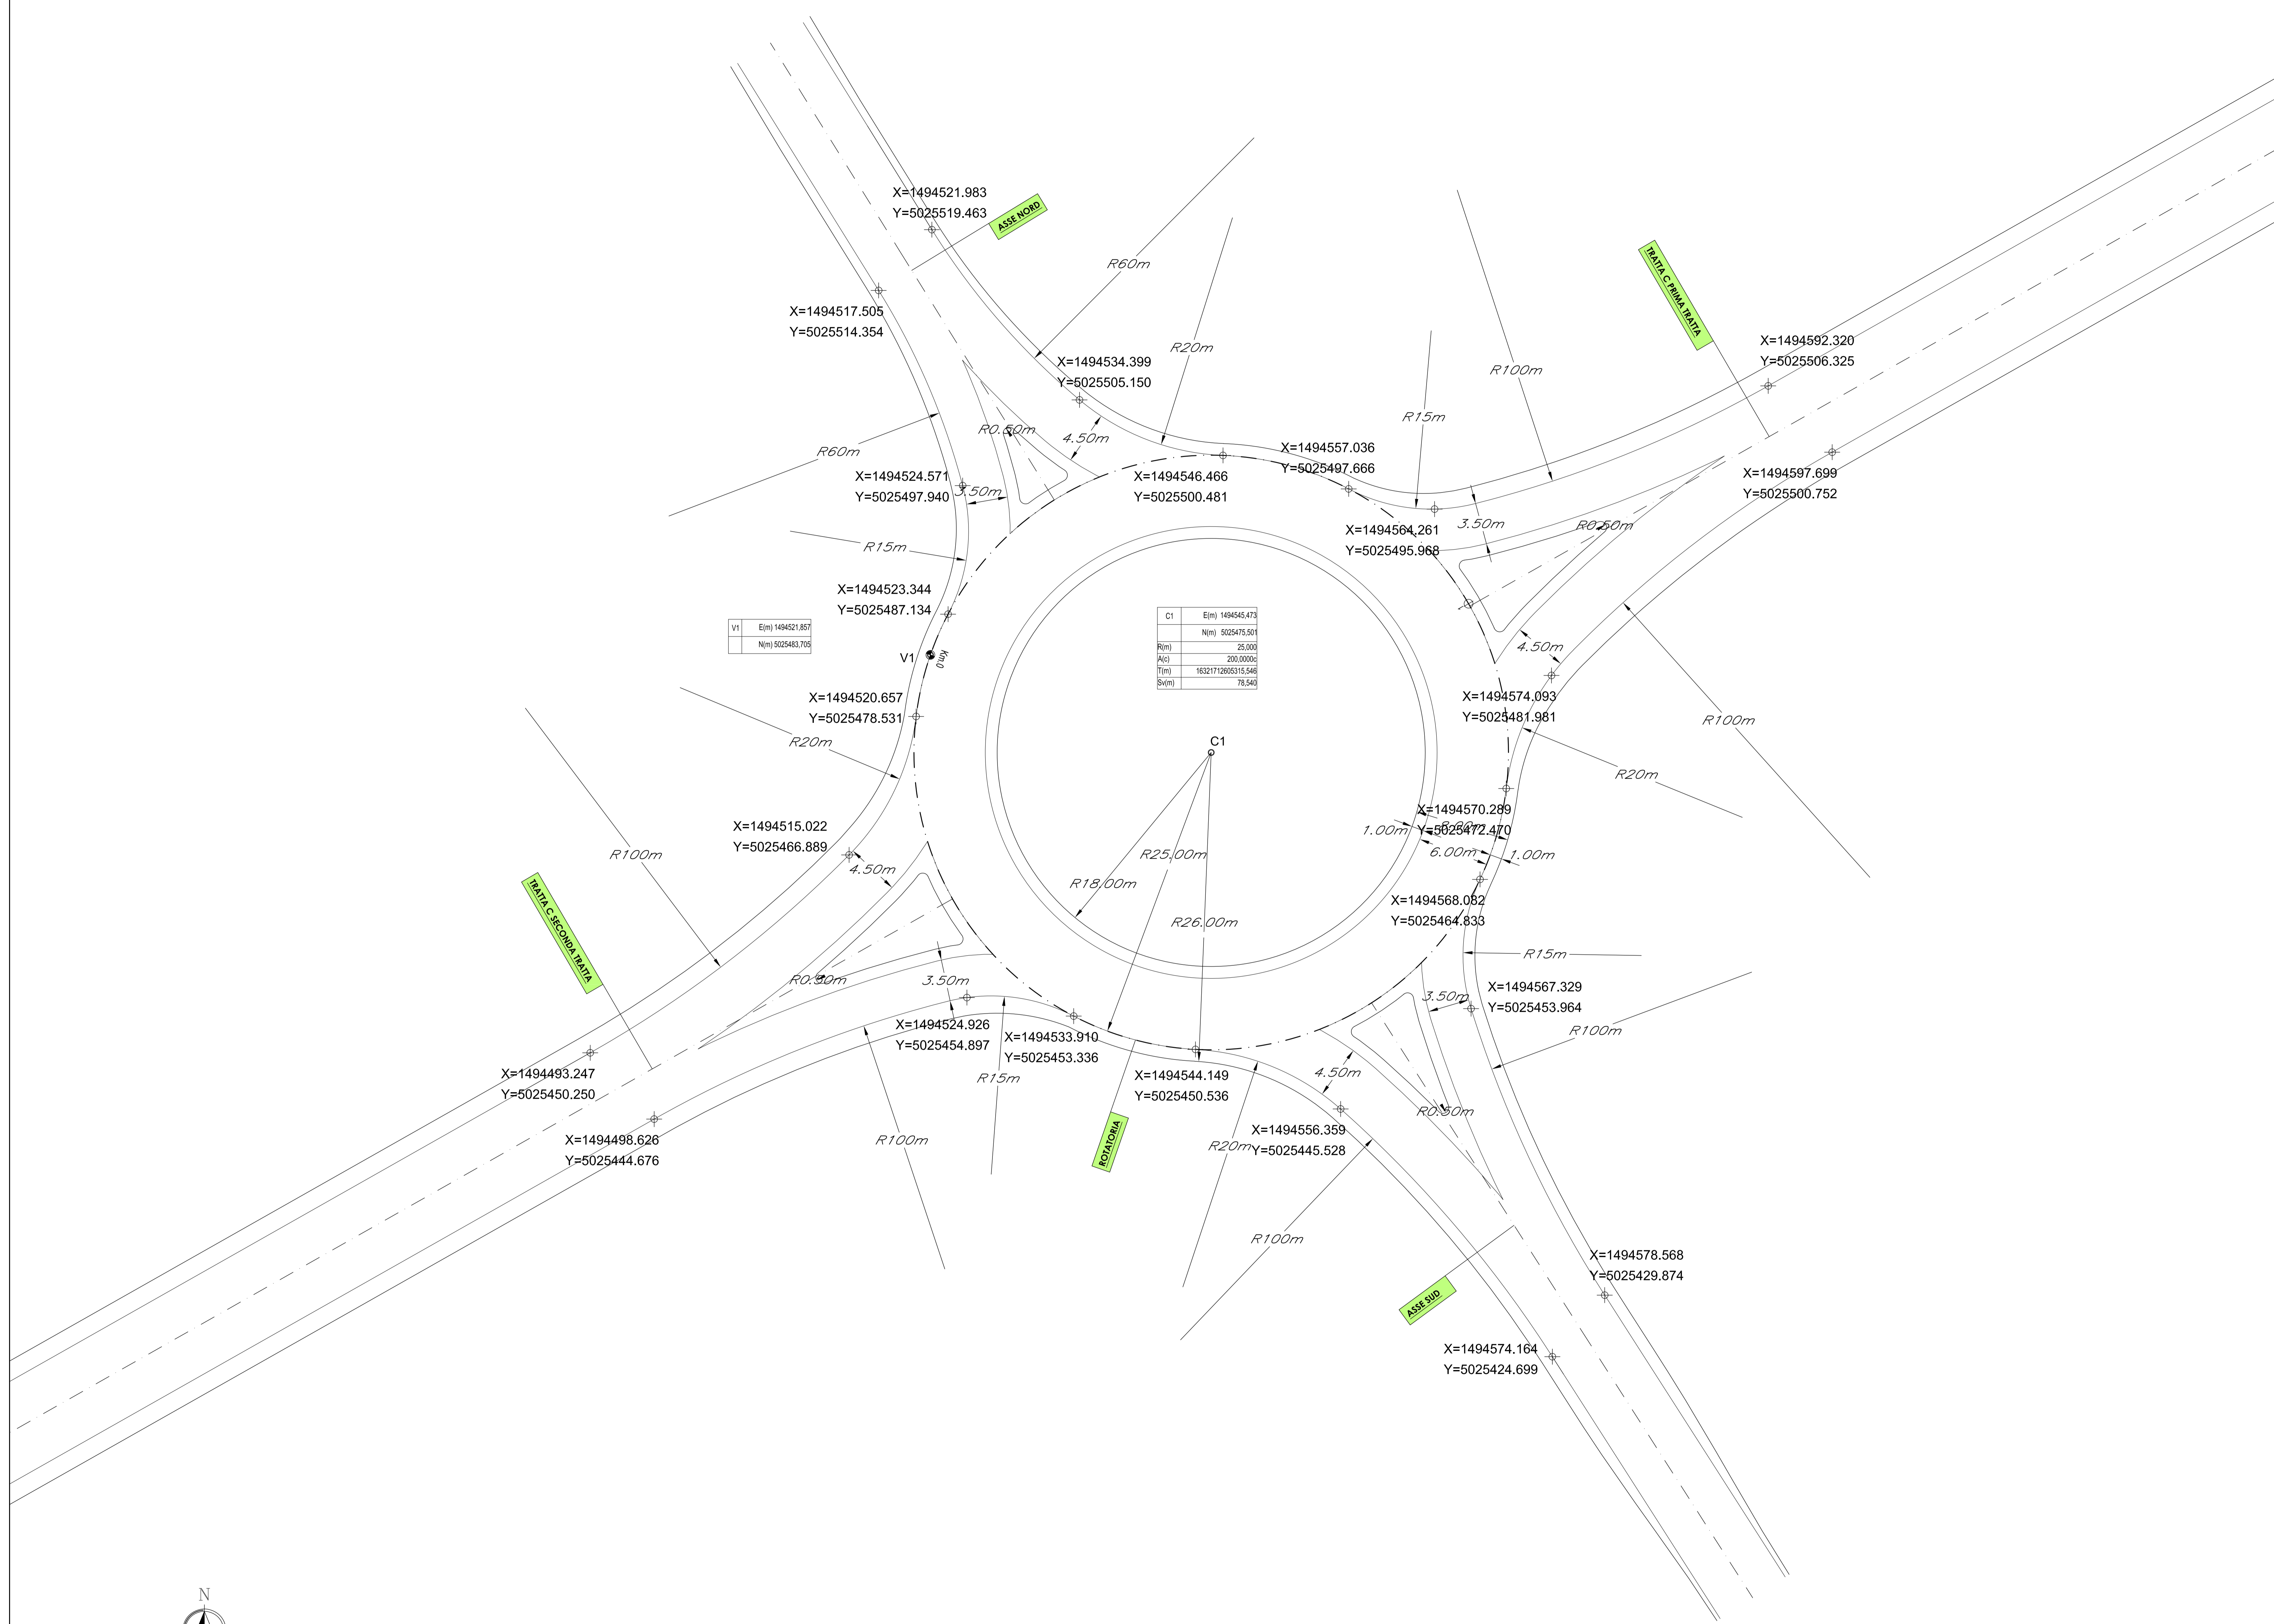 X=1494521.983
Y=5025519.463
ASSE NORD
R60m
TRATTA C PRIMA TRATTA
X=1494517.505
Y=5025514.354
R20m
X=1494592.320
Y=5025506.325
X=1494534.399
Y=5025505.150
R100m
R15m
R0.50m
4.50m
R60m
X=1494557.036
Y=5025497.666
X=1494524.571
Y=5025497.940
3.50m
X=1494546.466
Y=5025500.481
X=1494597.699
Y=5025500.752
X=1494564.261
Y=5025495.968
3.50m
R0.50m
R15m
X=1494523.344
Y=5025487.134
V1 E(m) 1494521,857
N(m) 5025483,705
C1 E(m) 1494545,473
N(m) 5025475,501
R(m) 25,000
A(c) 200,0000c
T(m) 16321712605315,546
Sv(m) 78,540
V1
Km.0
4.50m
X=1494520.657
Y=5025478.531
X=1494574.093
Y=5025481.981
R100m
R20m
C1
R20m
X=1494515.022
Y=5025466.889
X=1494570.289
Y=5025472.470
1.00m
6.00m
1.00m
R100m
4.50m
R25.00m
R18.00m
R26.00m
X=1494568.082
Y=5025464.833
TRATTA C SECONDA TRATTA
R15m
R0.50m
3.50m
3.50m
X=1494567.329
Y=5025453.964
X=1494524.926
Y=5025454.897
X=1494533.910
Y=5025453.336
R100m
X=1494493.247
Y=5025450.250
R15m
X=1494544.149
Y=5025450.536
4.50m
R0.50m
X=1494498.626
Y=5025444.676
R100m
ROTATORIA
R20m
X=1494556.359
Y=5025445.528
R100m
X=1494578.568
Y=5025429.874
ASSE SUD
X=1494574.164
Y=5025424.699
N